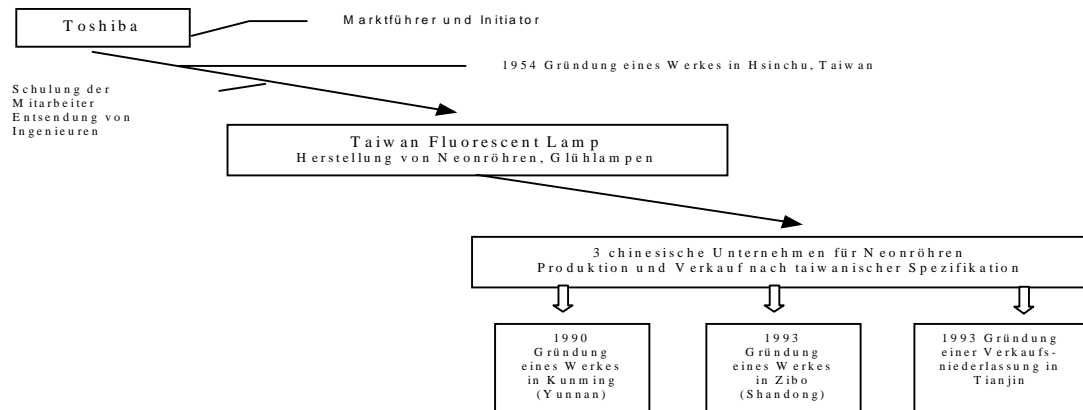 Toshiba
Marktführer und Initiator
1954 Gründung eines Werkes in Hsinchu, Taiwan
Schulung der
Mitarbeiter
Entsendung von
Ingenieuren
Taiwan Fluorescent Lamp
Herstellung von Neonröhren, Glühlampen
3 chinesische Unternehmen für Neonröhren
Produktion und Verkauf nach taiwanischer Spezifikation
1990
Gründung
eines Werkes
in Kunming
(Yunnan)
1993
Gründung
eines Werkes
in Zibo
(Shandong)
1993 Gründung
einer Verkaufs-
niederlassung in
Tianjin